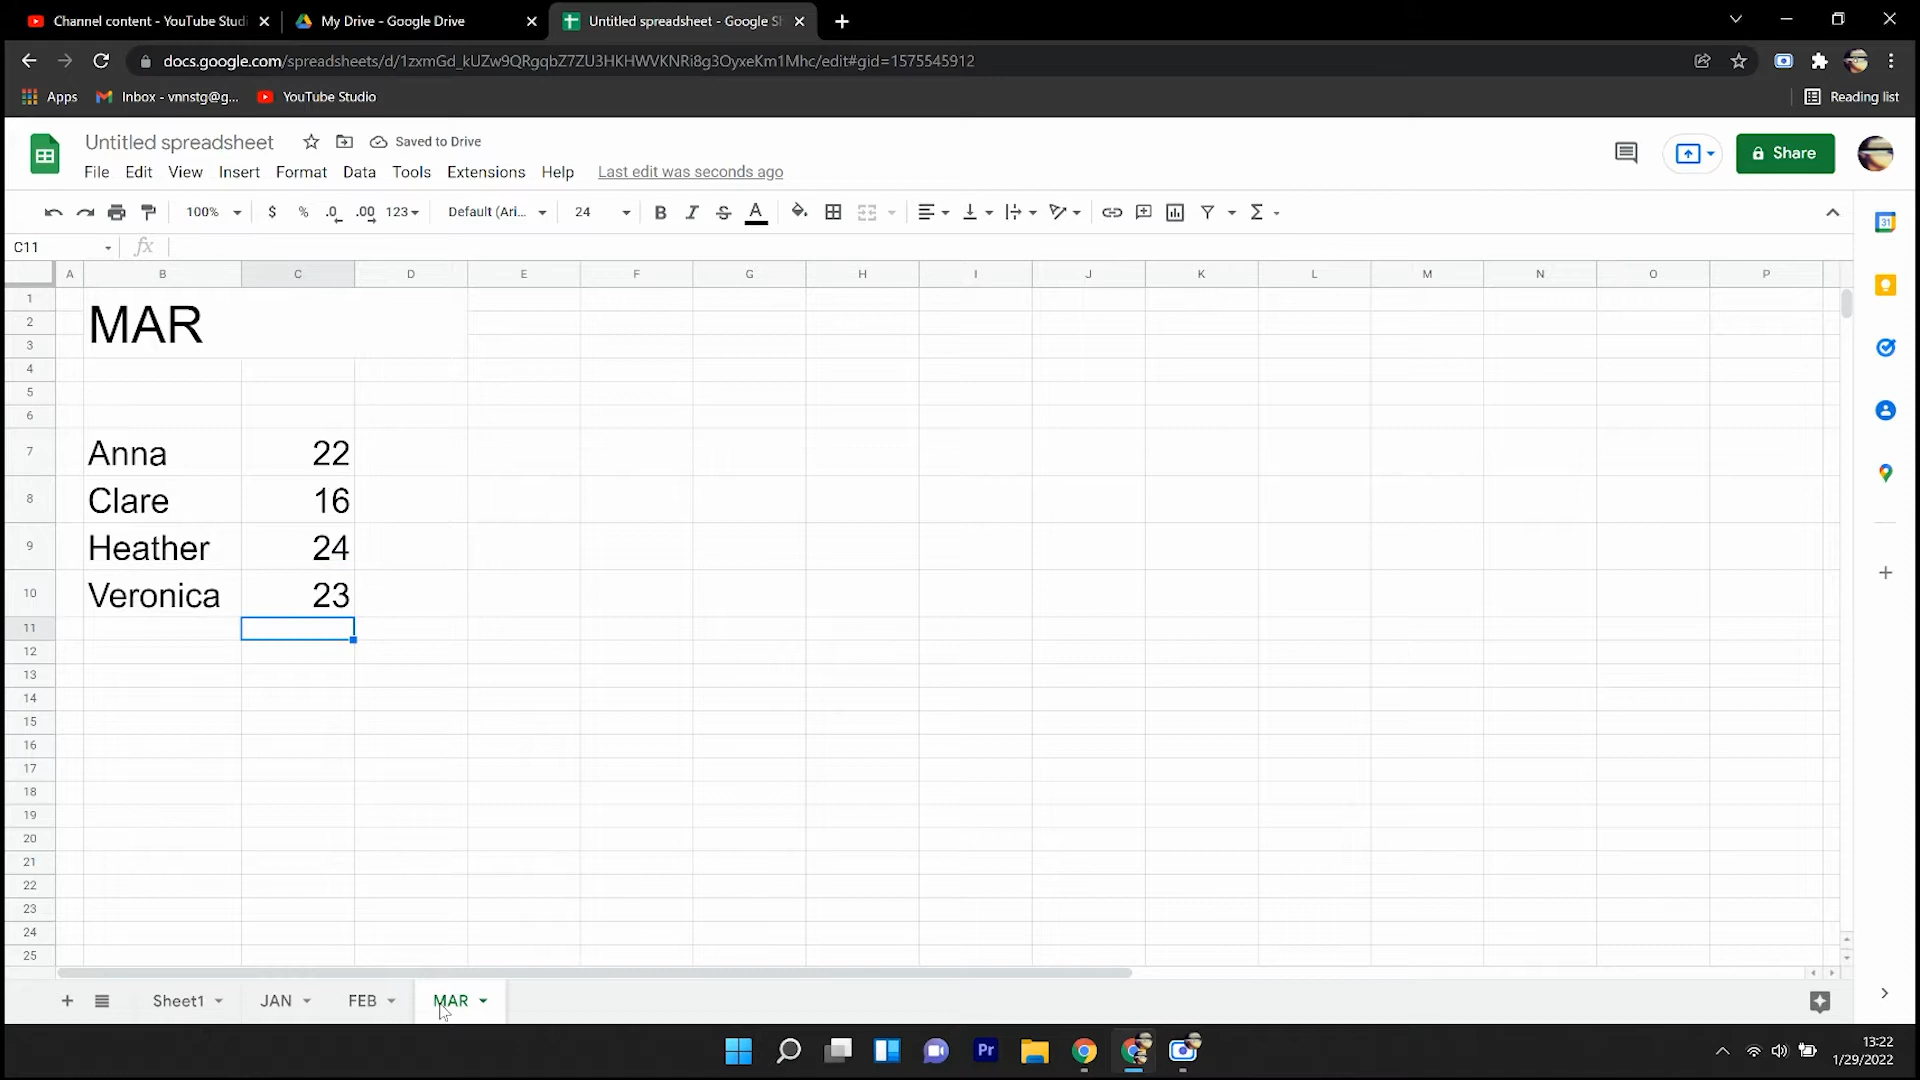 Channel content - YouTube Studi
My Drive - Google Drive
Untitled spreadsheet - Google Sh
docs.google.com/spreadsheets/d/1zxmGd_kUZw9QRgqbZ7ZU3HKHWVKNRi8g3OyxeKm1Mhc/edit#gid=1575545912
Apps
Inbox - vnnstg@g...
YouTube Studio
Reading list
Untitled spreadsheet
Saved to Drive
File Edit View Insert Format Data Tools Extensions Help Last edit was seconds ago
Share
100% $ % .0 .00 123 Default (Ari... 24 B I S A Σ
C11 fx
A B C D E F G H I J K L M N O P
1
2 MAR
3
4
5
6
7 Anna 22
8 Clare 16
9 Heather 24
10 Veronica 23
11
12
13
14
15
16
17
18
19
20
21
22
23
24
25
Sheet1 JAN FEB MAR
31
Pr
13:22
1/29/2022